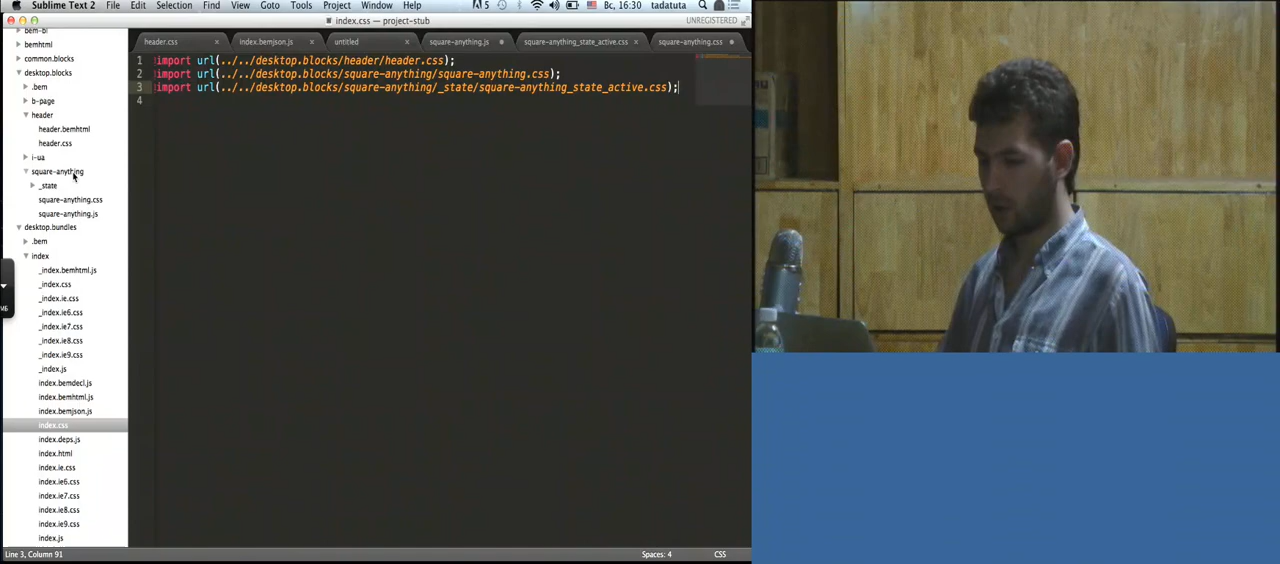 Sublime Text 2 File Edit Selection Find View Goto Tools Project Window Help 5 Вс, 16:30 tadatuta
index.css — project-stub UNREGISTERED
header.css × index.bemjson.js × untitled × square-anything.js square-anything_state_active.css × square-anything.css
bem-bl
bemhtml
common.blocks
desktop.blocks
.bem
b-page
header
header.bemhtml
header.css
i-ua
square-anything
_state
square-anything.css
square-anything.js
desktop.bundles
.bem
index
_index.bemhtml.js
_index.css
_index.ie.css
_index.ie6.css
_index.ie7.css
_index.ie8.css
_index.ie9.css
_index.js
index.bemdecl.js
index.bemhtml.js
index.bemjson.js
index.css
index.deps.js
index.html
index.ie.css
index.ie6.css
index.ie7.css
index.ie8.css
index.ie9.css
index.js
1 import url(../../desktop.blocks/header/header.css);
2 import url(../../desktop.blocks/square-anything/square-anything.css);
3 import url(../../desktop.blocks/square-anything/_state/square-anything_state_active.css);
4
Line 3, Column 91 Spaces: 4 CSS